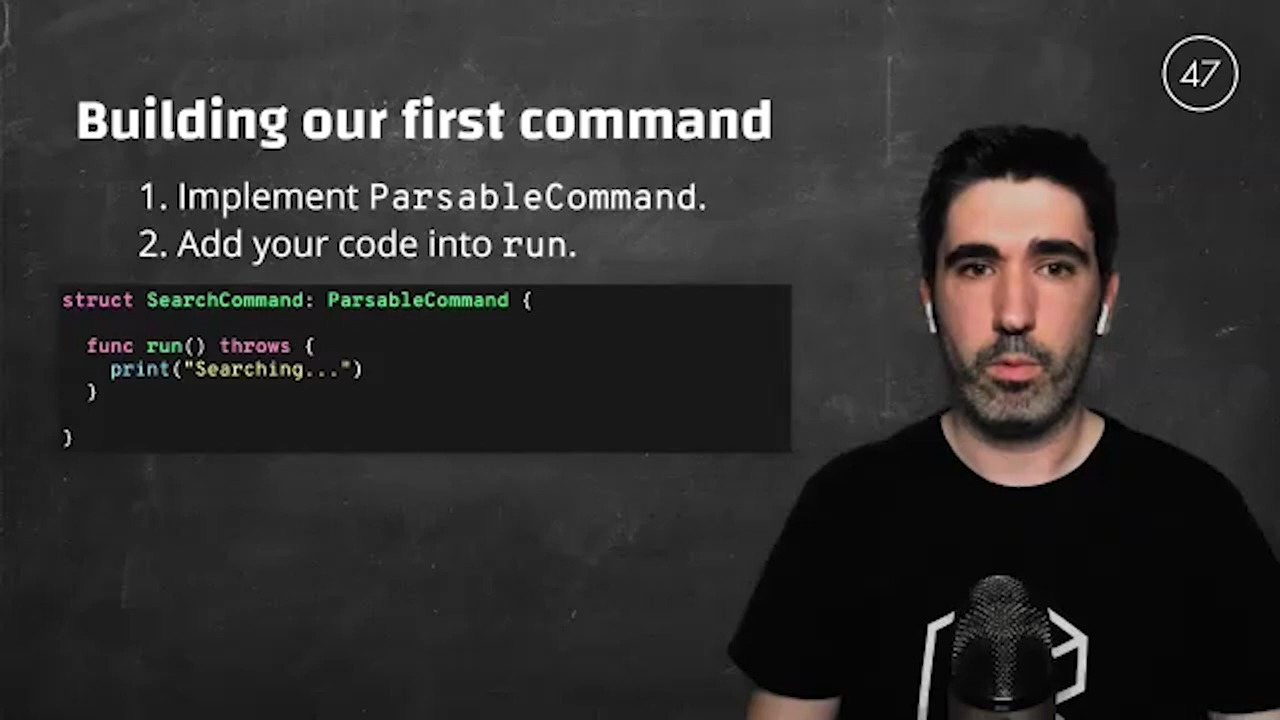 47
Building our first command
1. Implement ParsableCommand.
2. Add your code into run.
struct SearchCommand: ParsableCommand {
func run() throws {
print("Searching...")
}
}